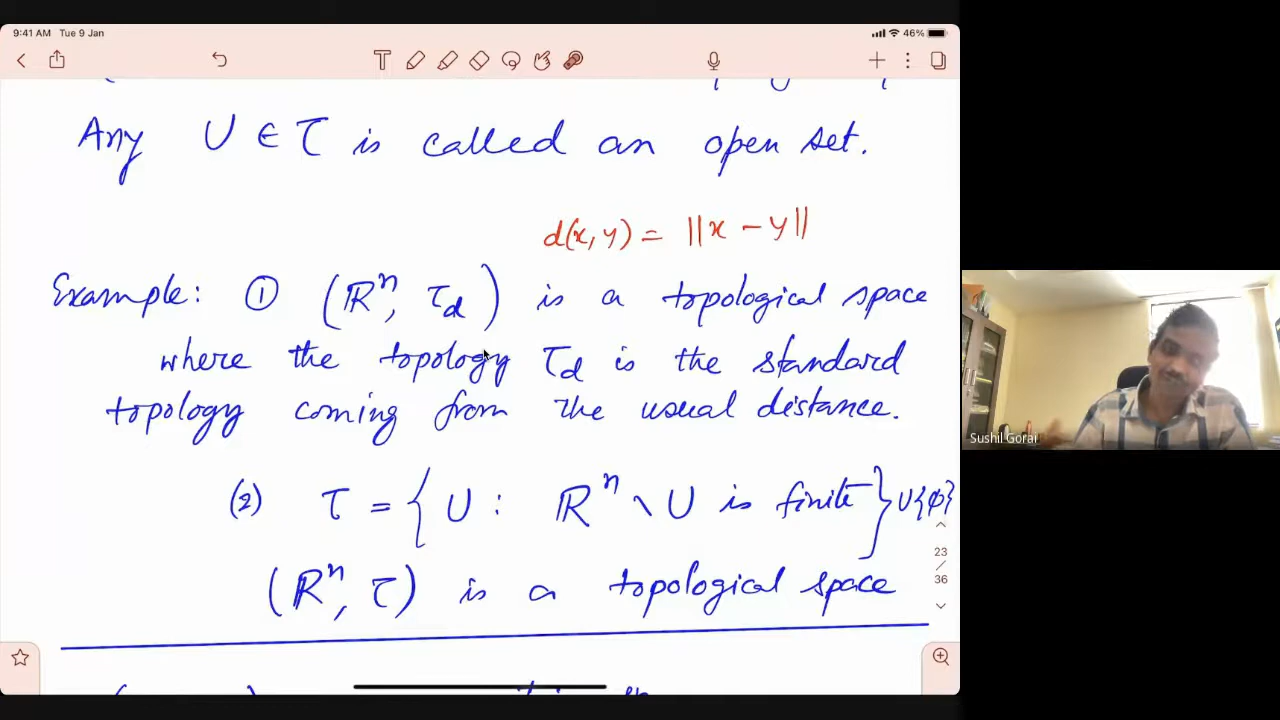 9:41 AM Tue 9 Jan
46%
Any U ∈ τ is called an open set.
d(x, y) = ||x − y||
Example: ① (ℝⁿ, τ_d) is a topological space
where the topology τ_d is the standard
topology coming from the usual distance.
(2) τ = { U : ℝⁿ \ U is finite } ∪ {ϕ}
(ℝⁿ, τ) is a topological space
23
/
36
Sushil Gorai